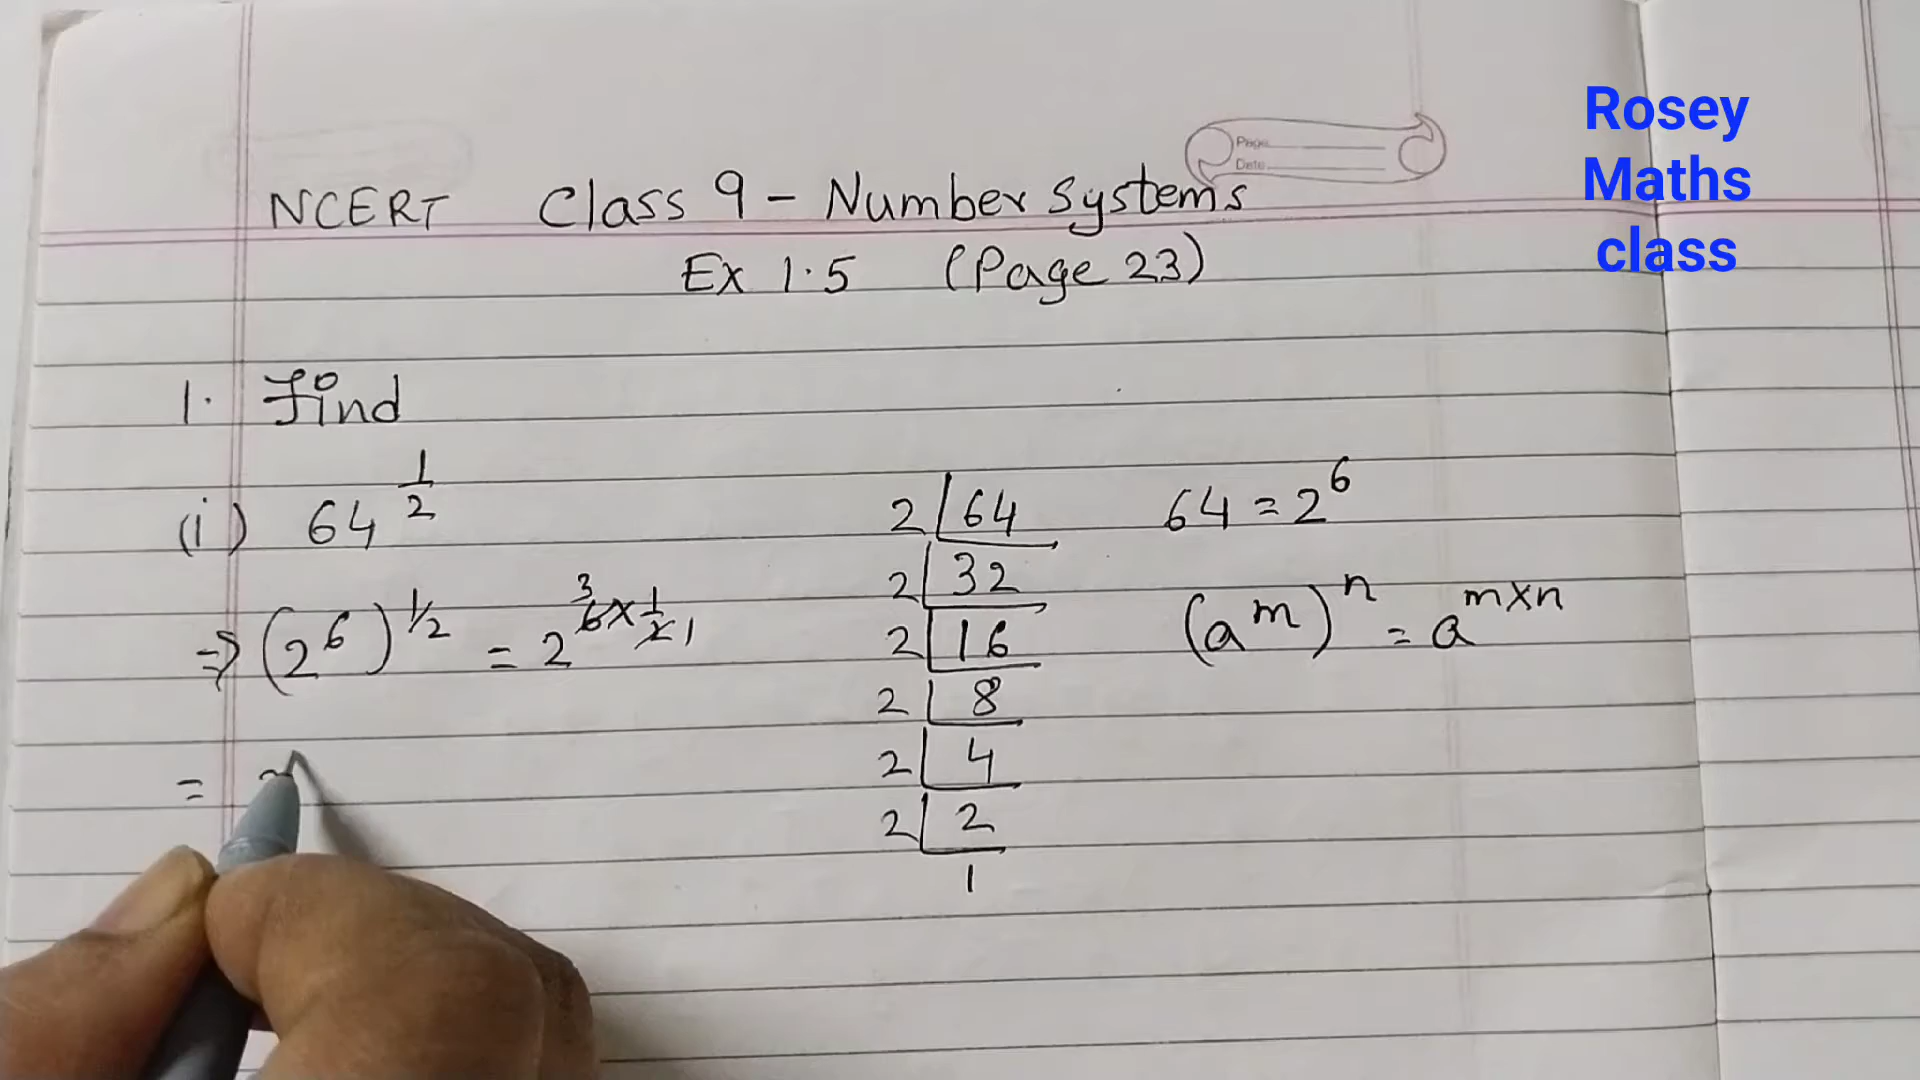 Rosey
Maths
class
Page
Date
NCERT Class 9 - Number Systems
Ex 1.5 (Page 23)
1. Find
(i) 64^(1/2)
⇒ (2^6)^(1/2) = 2^(6×1/2) 3 1
=
2 | 64
2 | 32
2 | 16
2 | 8
2 | 4
2 | 2
1
64 = 2^6
(a^m)^n = a^(m×n)